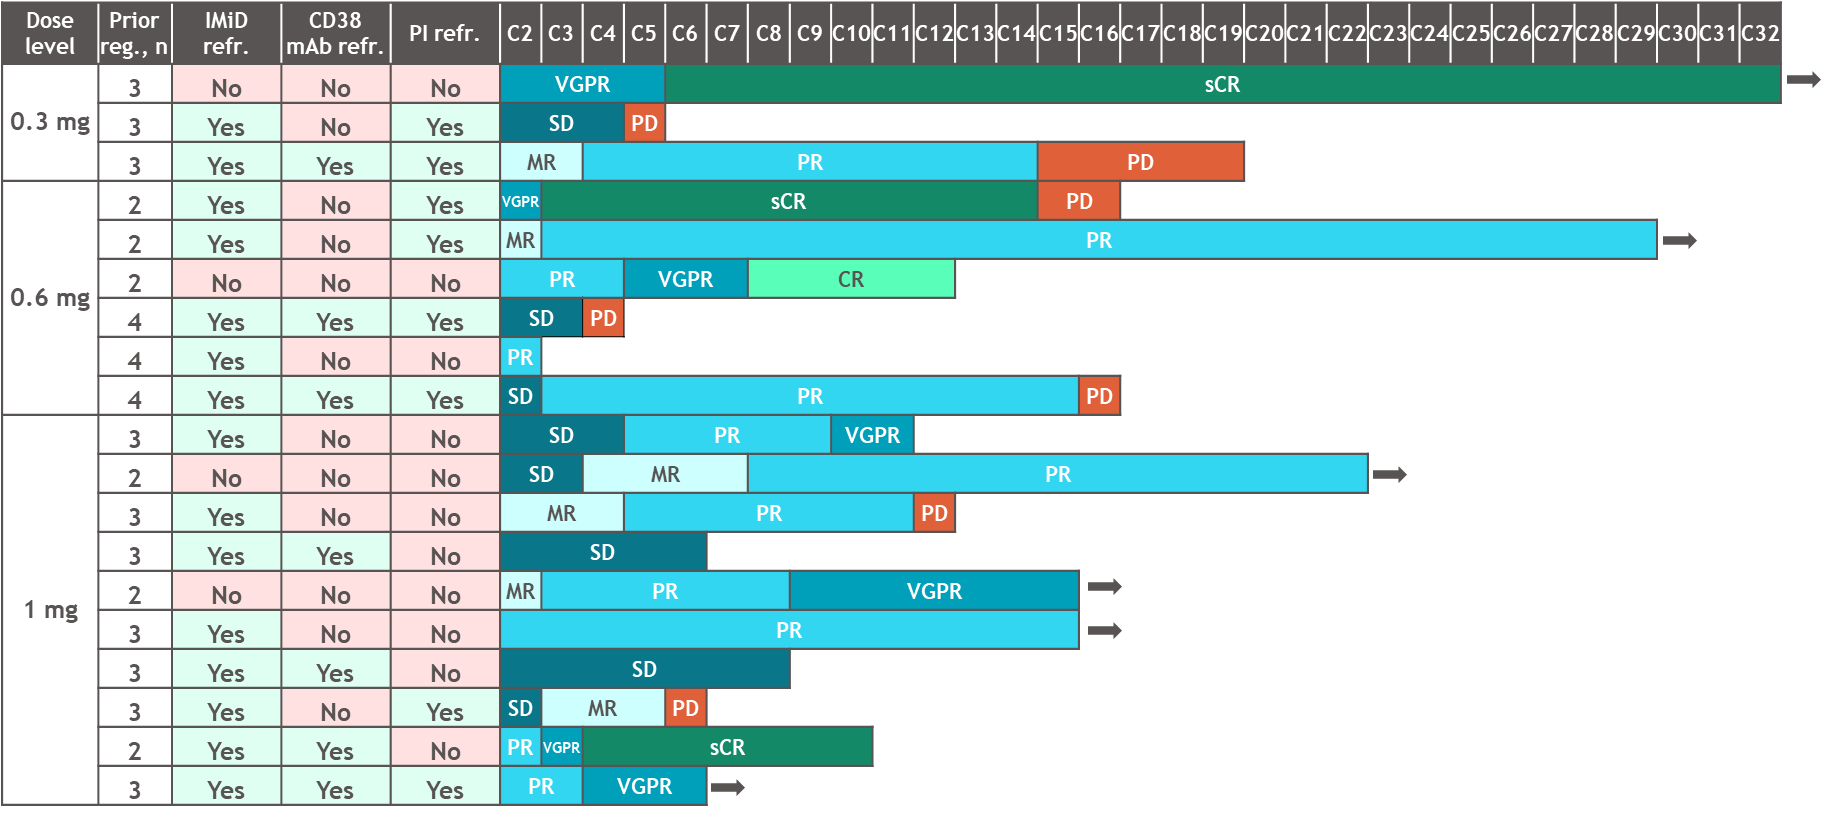 Dose level Prior reg., n IMiD refr. CD38 mAb refr. PI refr. C2 C3 C4 C5 C6 C7 C8 C9 C10 C11 C12 C13 C14 C15 C16 C17 C18 C19 C20 C21 C22 C23 C24 C25 C26 C27 C28 C29 C30 C31 C32
0.3 mg
3 No No No VGPR sCR
3 Yes No Yes SD PD
3 Yes Yes Yes MR PR PD
0.6 mg
2 Yes No Yes VGPR sCR PD
2 Yes No Yes MR PR
2 No No No PR VGPR CR
4 Yes Yes Yes SD PD
4 Yes No No PR
4 Yes Yes Yes SD PR PD
1 mg
3 Yes No No SD PR VGPR
2 No No No SD MR PR
3 Yes No No MR PR PD
3 Yes Yes No SD
2 No No No MR PR VGPR
3 Yes No No PR
3 Yes Yes No SD
3 Yes No Yes SD MR PD
2 Yes Yes No PR VGPR sCR
3 Yes Yes Yes PR VGPR